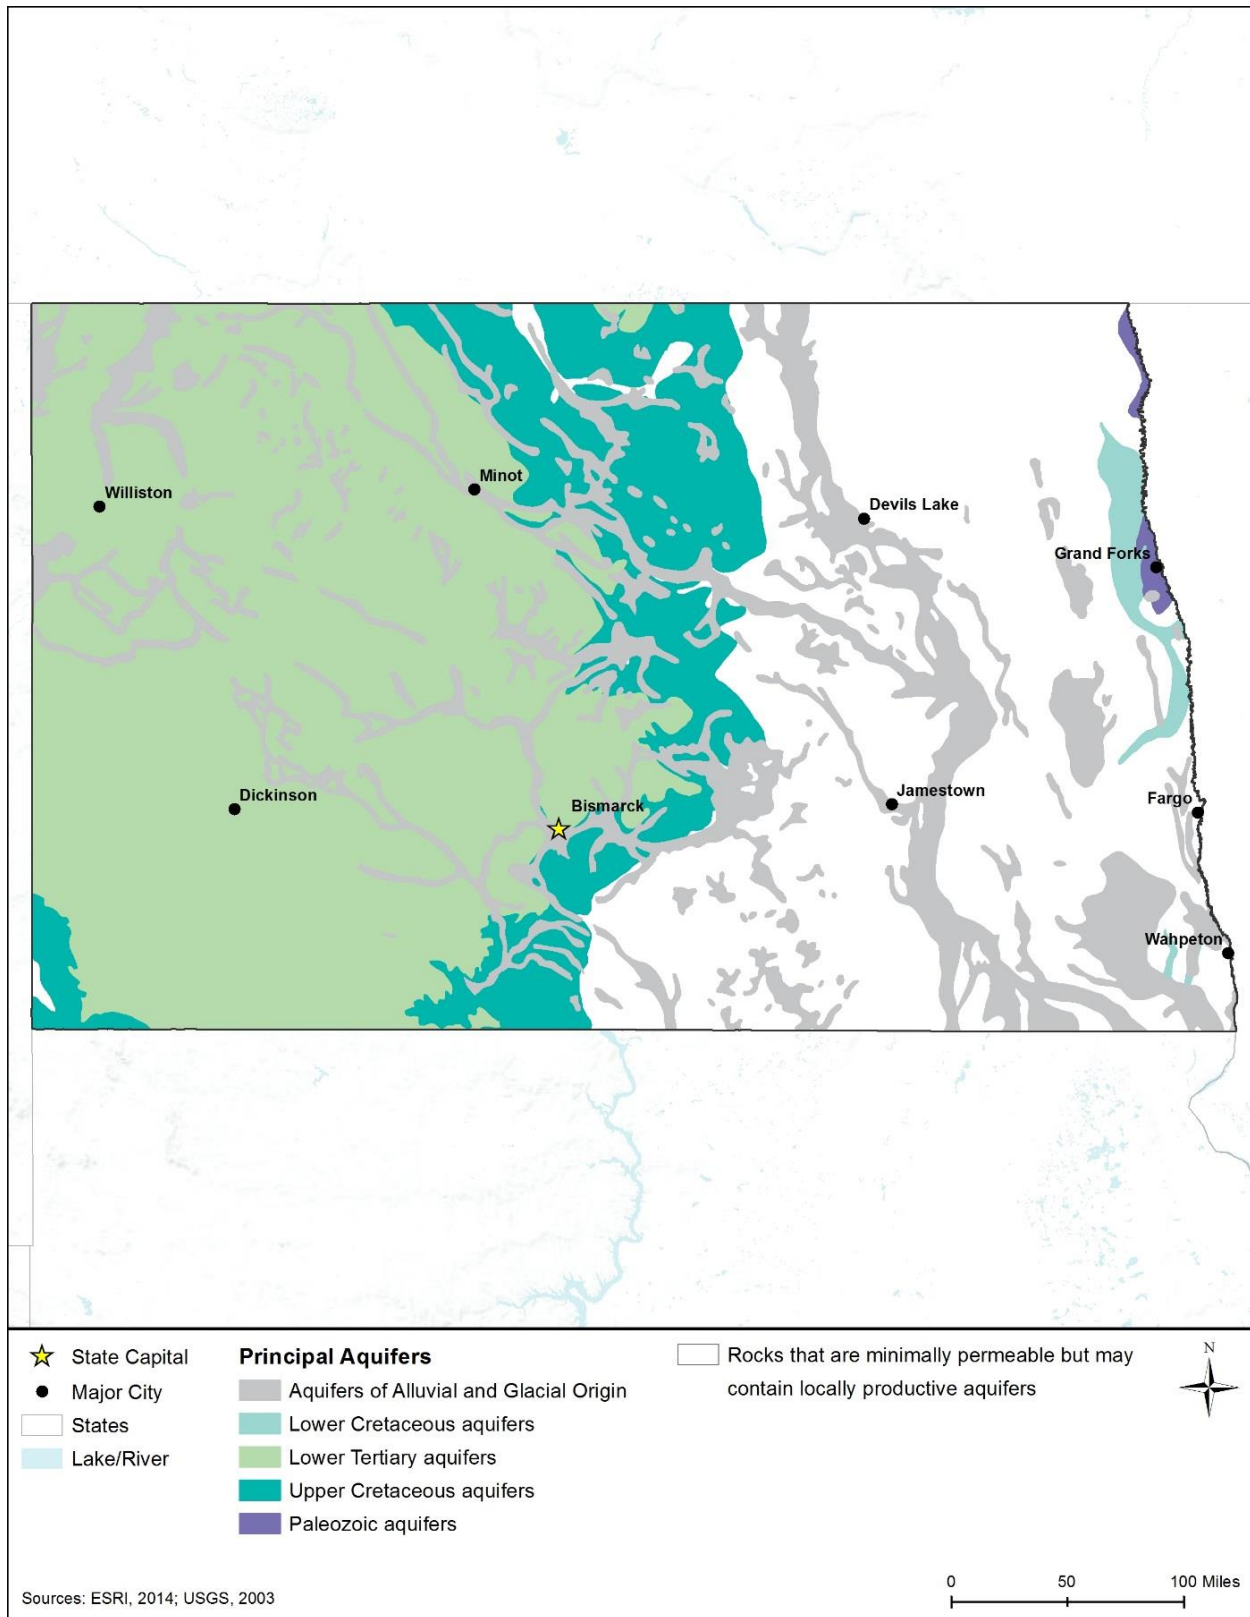 Minot
Williston
Devils Lake
Grand Forks
Dickinson
Bismarck
Jamestown
Fargo
Wahpeton
State Capital
Major City
States
Lake/River
Principal Aquifers
Aquifers of Alluvial and Glacial Origin
Lower Cretaceous aquifers
Lower Tertiary aquifers
Upper Cretaceous aquifers
Paleozoic aquifers
Rocks that are minimally permeable but may
contain locally productive aquifers
N
Sources: ESRI, 2014; USGS, 2003
0 50 100 Miles